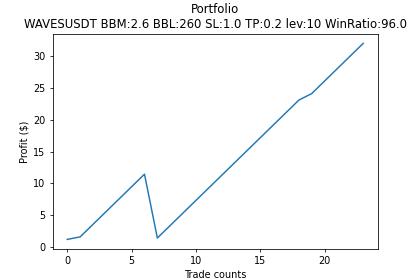 Portfolio
WAVESUSDT BBM:2.6 BBL:260 SL:1.0 TP:0.2 lev:10 WinRatio:96.0
Profit ($)
30
25
20
15
10
5
0
0 5 10 15 20
Trade counts